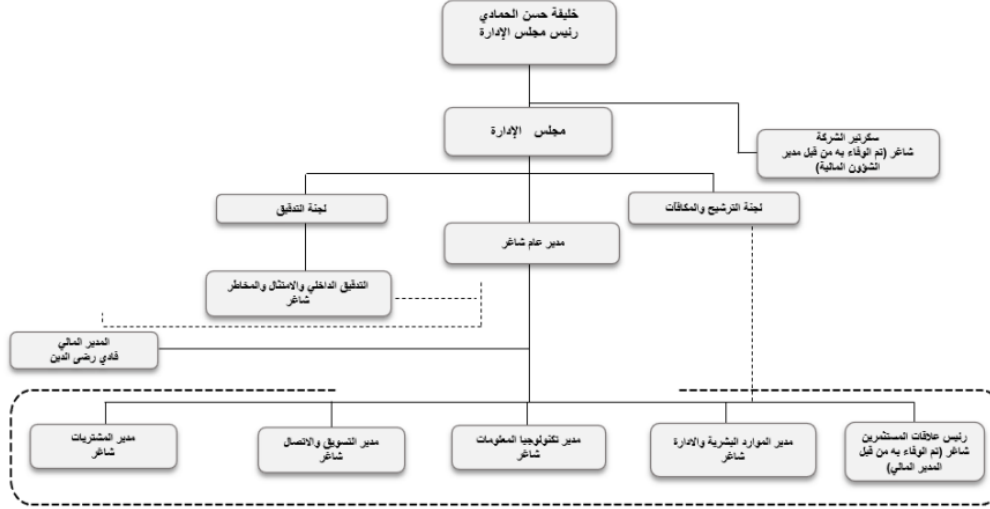 خليفة حسن الحمادي
رئيس مجلس الإدارة
مجلس الإدارة
سكرتير الشركة
شاغر (تم الوفاء به من قبل مدير
الشؤون المالية)
لجنة الترشيح والمكافآت
لجنة التدقيق
مدير عام شاغر
التدقيق الداخلي والامتثال والمخاطر
شاغر
المدير المالي
فادي رضى الدين
رئيس علاقات المستثمرين
شاغر (تم الوفاء به من قبل
المدير المالي)
مدير الموارد البشرية والادارة
شاغر
مدير تكنولوجيا المعلومات
شاغر
مدير التسويق والاتصال
شاغر
مدير المشتريات
شاغر